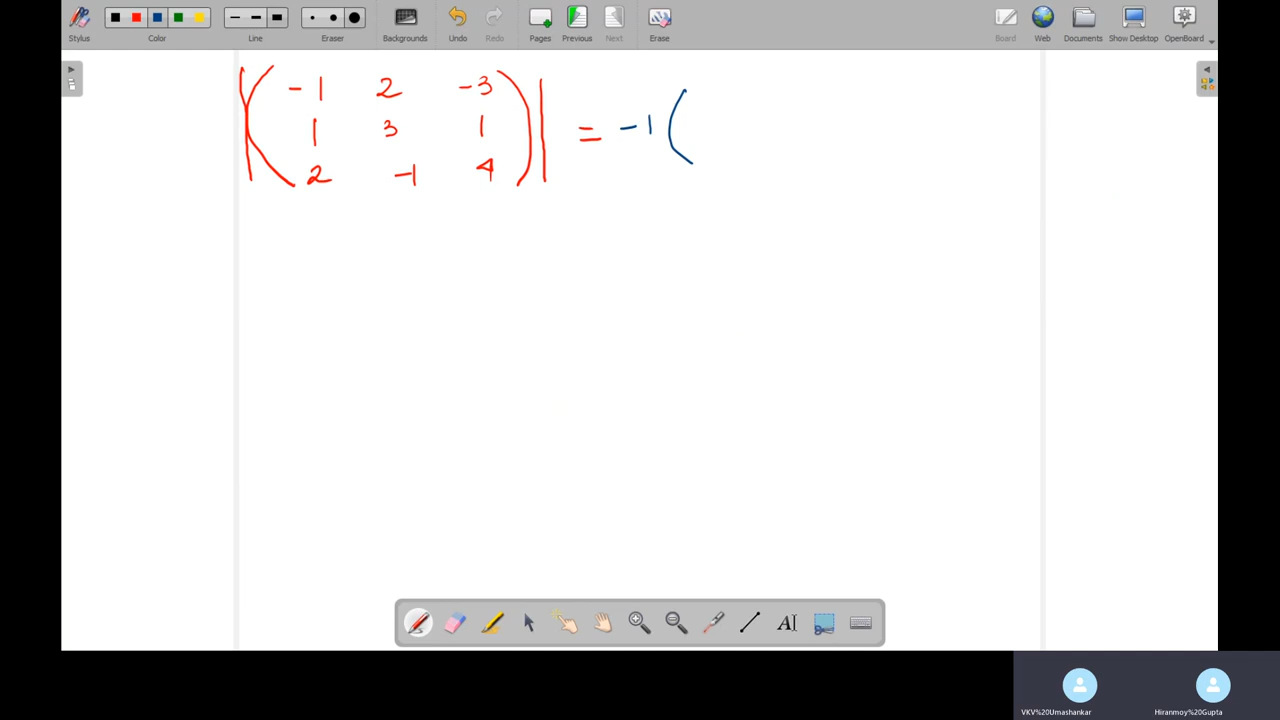 Stylus Color Line Eraser Backgrounds Undo Redo Pages Previous Next Erase Board Web Documents Show Desktop OpenBoard
-1 2 -3
1 3 1 = -1(
2 -1 4
VKV%20Umashankar Hiranmoy%20Gupta